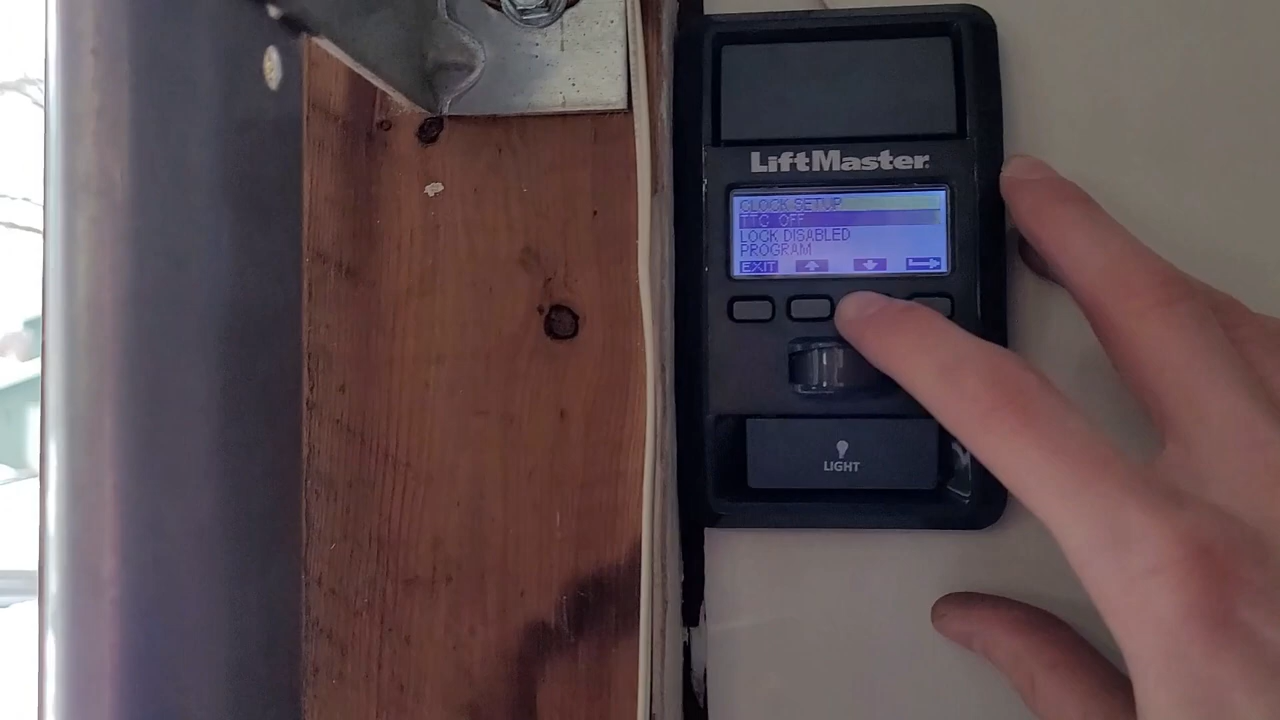 LiftMaster
CLOCK SETUP
TTC OFF
LOCK DISABLED
PROGRAM
EXIT
LIGHT